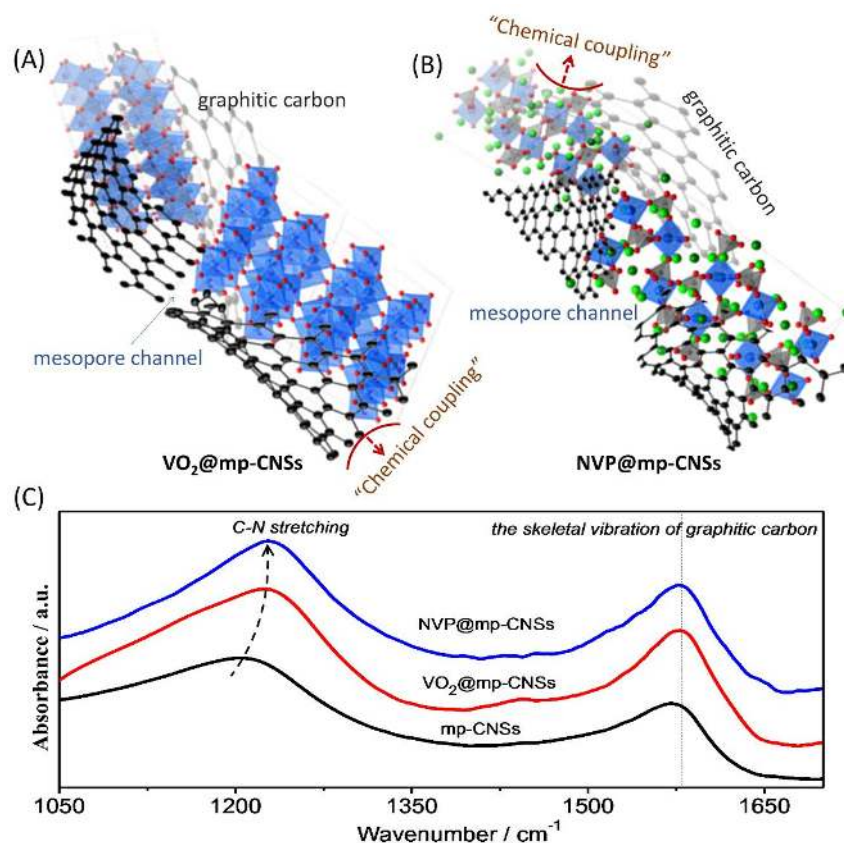 (A)
graphitic carbon
mesopore channel
VO₂@mp-CNSs
"Chemical coupling"
(B)
"Chemical coupling"
graphitic carbon
mesopore channel
NVP@mp-CNSs
(C)
C-N stretching
the skeletal vibration of graphitic carbon
NVP@mp-CNSs
VO₂@mp-CNSs
mp-CNSs
Absorbance / a.u.
1050 1200 1350 1500 1650
Wavenumber / cm⁻¹